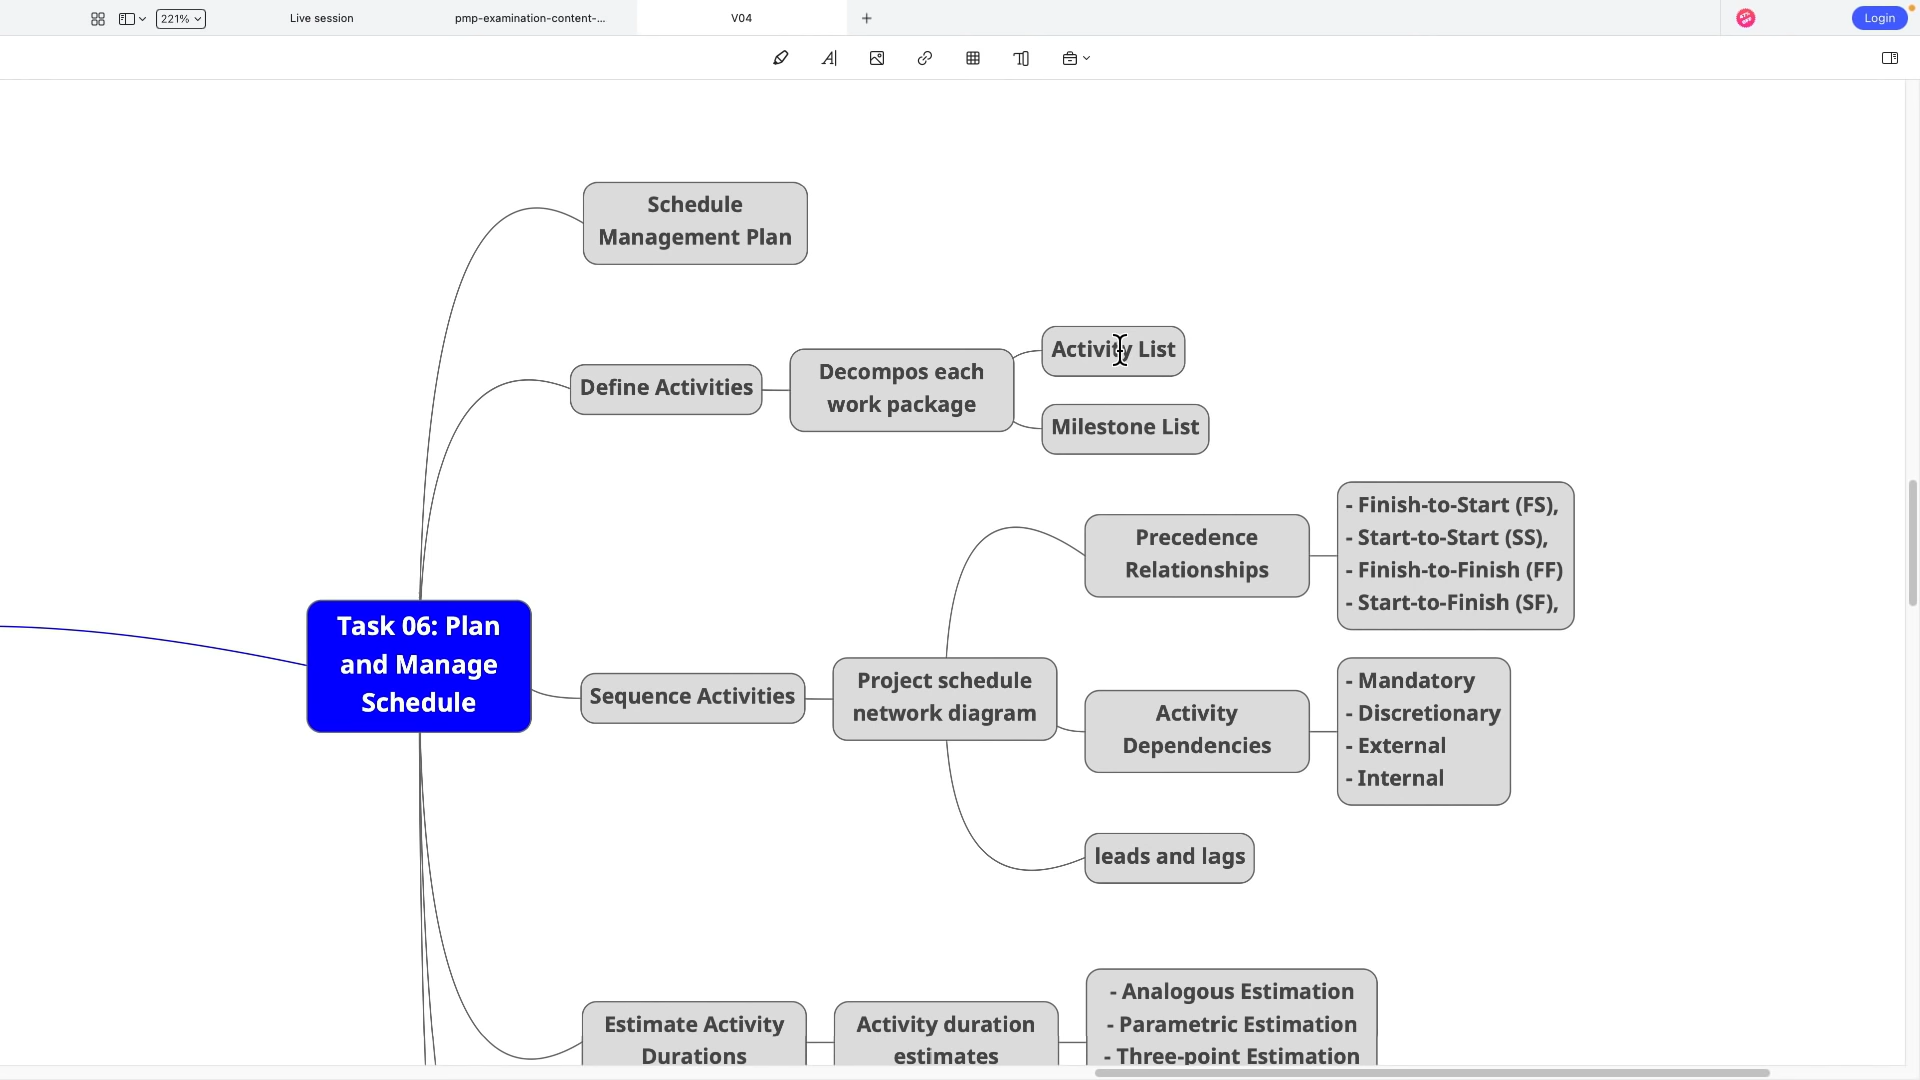 221%
Live session
pmp-examination-content-...
V04
Login
Schedule
Management Plan
Define Activities
Decompos each
work package
Activity List
Milestone List
Task 06: Plan
and Manage
Schedule
Sequence Activities
Project schedule
network diagram
Precedence
Relationships
- Finish-to-Start (FS),
- Start-to-Start (SS),
- Finish-to-Finish (FF)
- Start-to-Finish (SF),
Activity
Dependencies
- Mandatory
- Discretionary
- External
- Internal
leads and lags
Estimate Activity
Durations
Activity duration
estimates
- Analogous Estimation
- Parametric Estimation
- Three-point Estimation